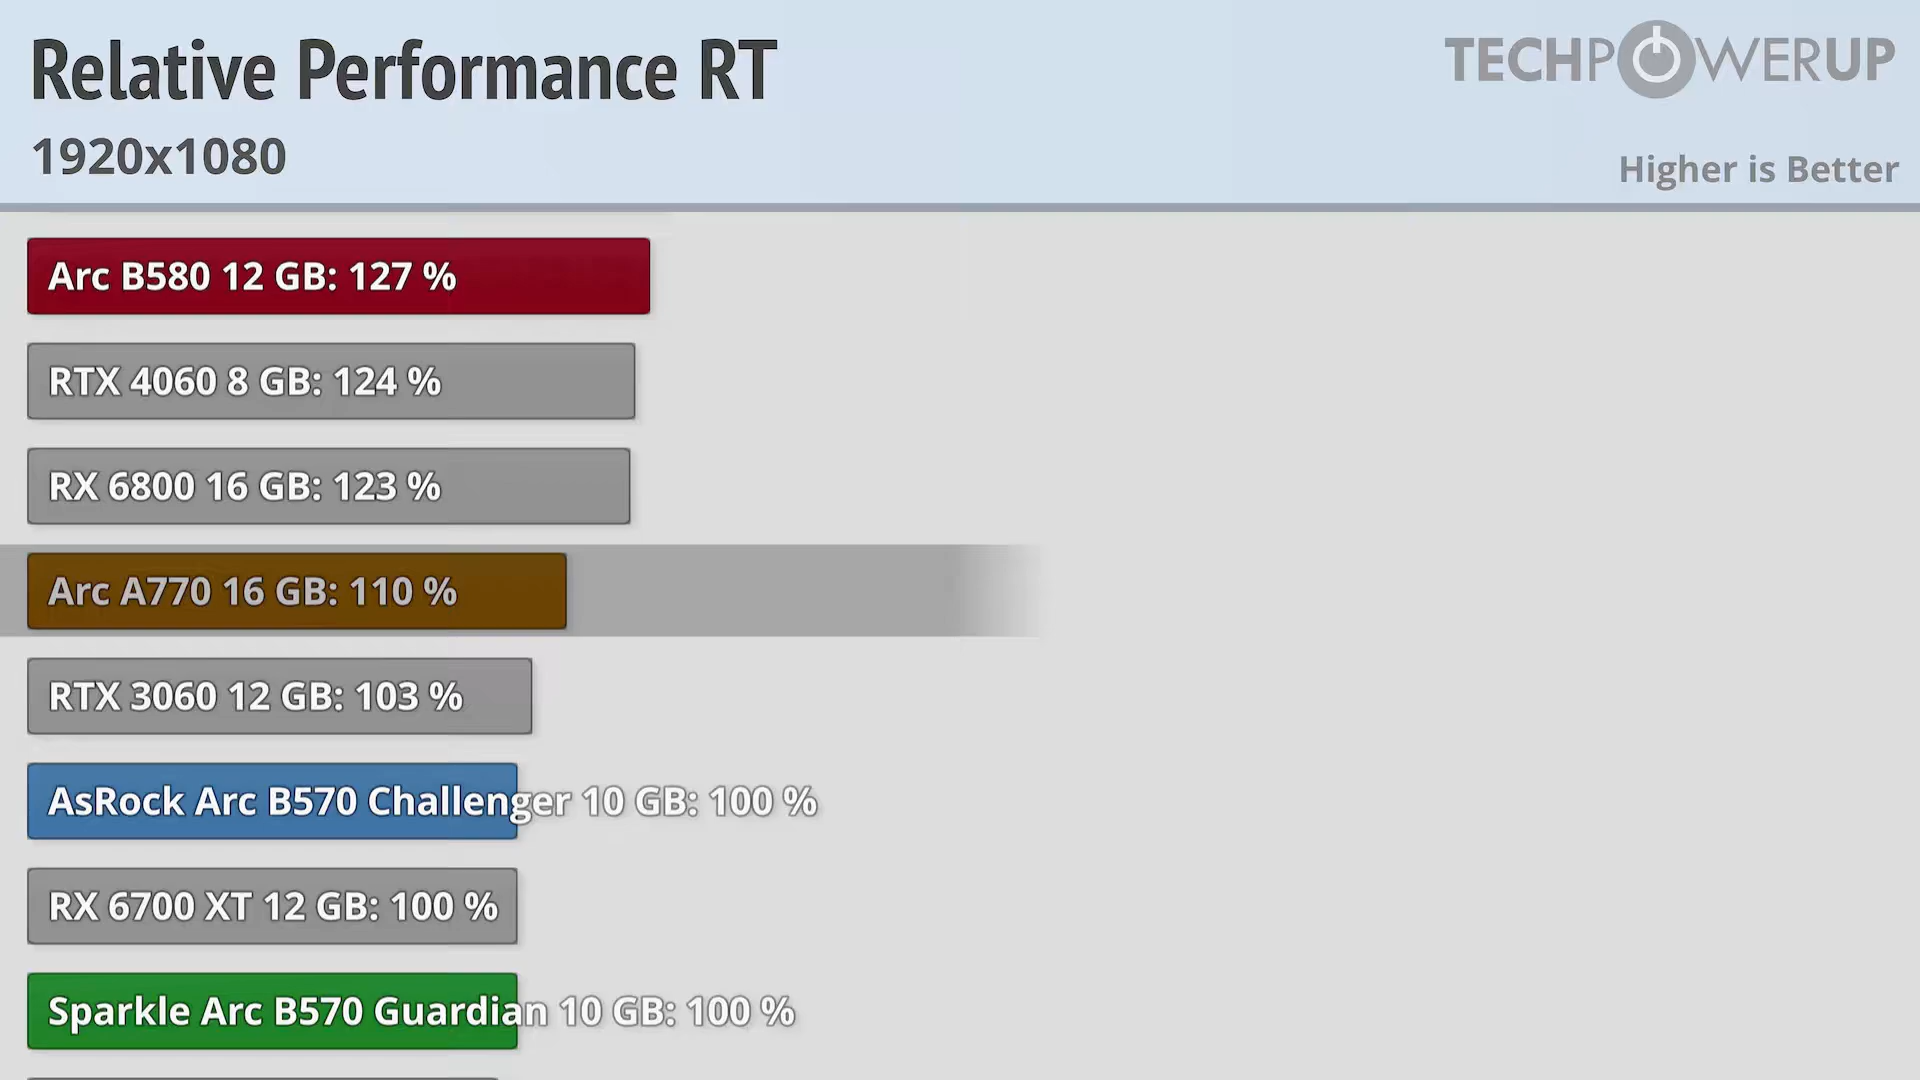 Relative Performance RT
TECHPOWERUP
1920x1080
Higher is Better
Arc B580 12 GB: 127 %
RTX 4060 8 GB: 124 %
RX 6800 16 GB: 123 %
Arc A770 16 GB: 110 %
RTX 3060 12 GB: 103 %
AsRock Arc B570 Challenger 10 GB: 100 %
RX 6700 XT 12 GB: 100 %
Sparkle Arc B570 Guardian 10 GB: 100 %